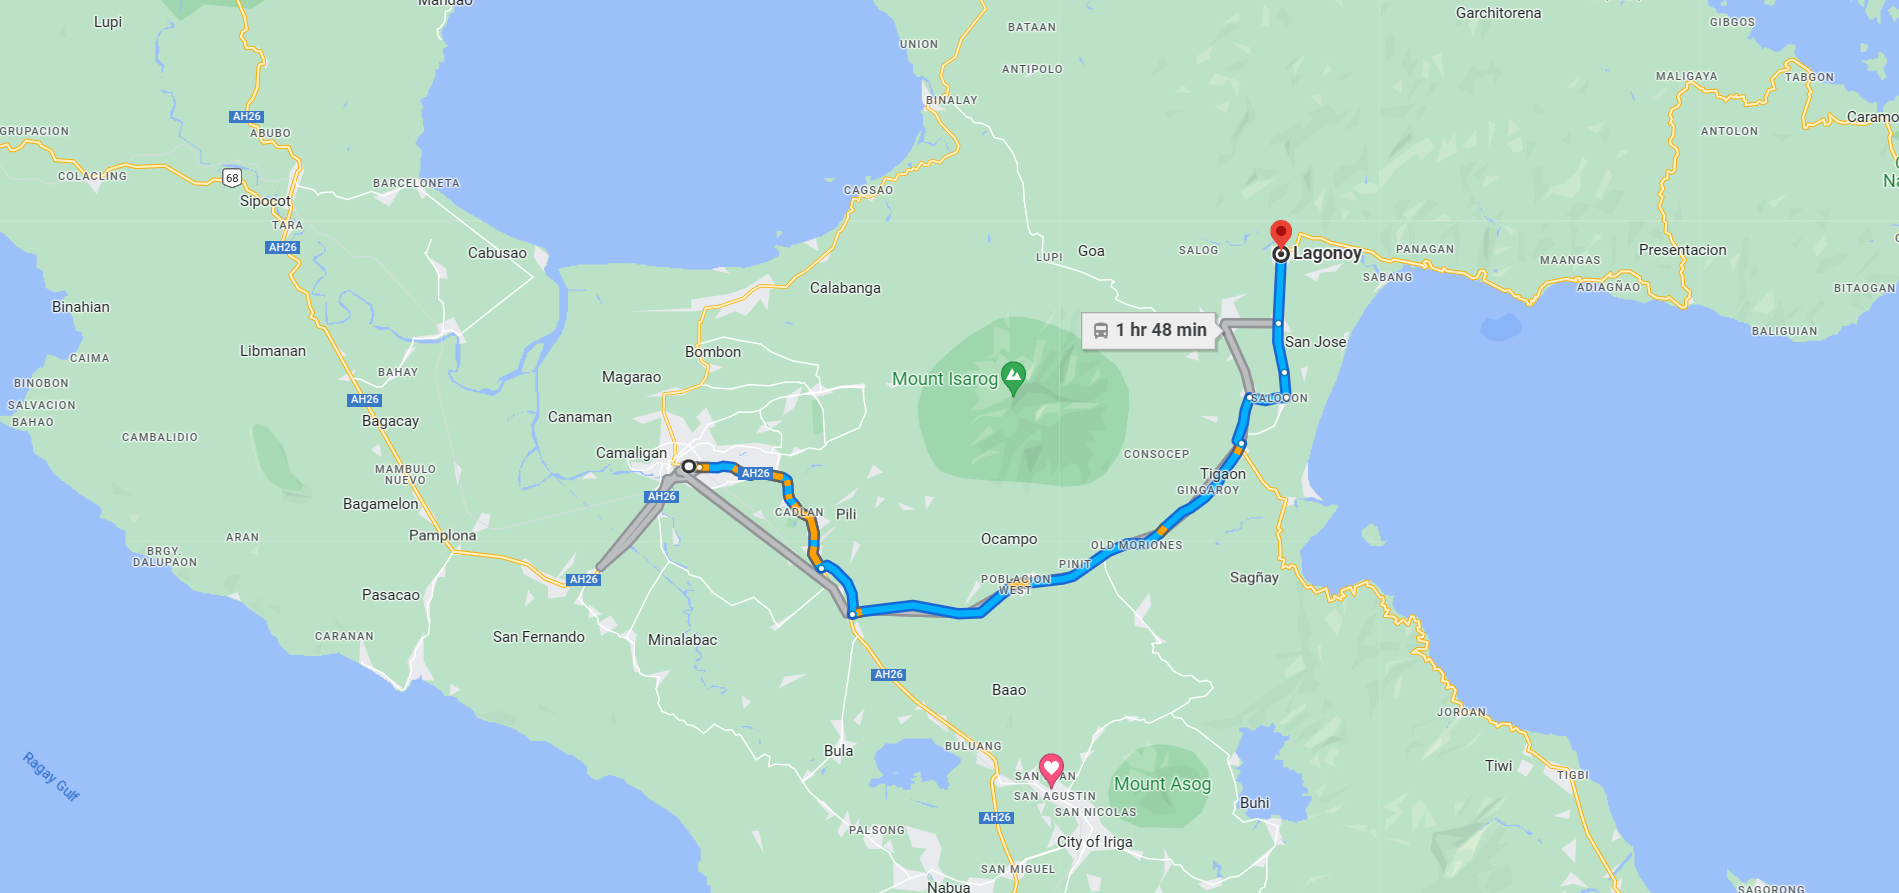 Mandao
Lupi
Garchitorena
GIBGOS
BATAAN
UNION
ANTIPOLO
MALIGAYA
TABGON
BINALAY
AH26
Caramo
GRUPACION
ABUBO
ANTOLON
COLACLING
68
BARCELONETA
CAGSAO
Na
Sipocot
TARA
AH26
Cabusao
LUPI
Goa
SALOG
Lagonoy
PANAGAN
Presentacion
MAANGAS
SABANG
ADIAGÑAO
BITAOGAN
Calabanga
Binahian
1 hr 48 min
San Jose
BALIGUIAN
CAIMA
Libmanan
Bombon
BAHAY
Magarao
Mount Isarog
BINOBON
SALVACION
AH26
SALOCON
BAHAO
Bagacay
Canaman
CAMBALIDIO
Camaligan
CONSOCEP
MAMBULO
NUEVO
AH26
Tigaon
GINGAROY
AH26
Bagamelon
CADLAN
Pili
ARAN
Pamplona
Ocampo
OLD MORIONES
BRGY.
DALUPAON
PINIT
AH26
POBLACION
WEST
Sagñay
Pasacao
CARANAN
San Fernando
Minalabac
AH26
Baao
JOROAN
Ragay Gulf
Bula
BULUANG
Tiwi
TIGBI
SAN AGUSTIN
Mount Asog
Buhi
SAN NICOLAS
AH26
PALSONG
City of Iriga
SAN MIGUEL
Nabua
SAGORONG